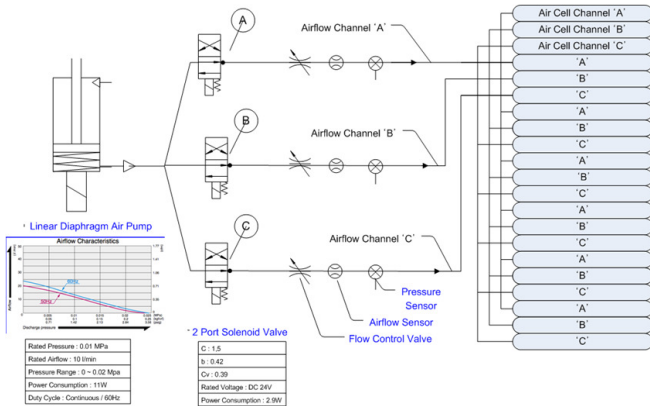 A
B
C
Airflow Channel 'A'
Airflow Channel 'B'
Airflow Channel 'C'
Air Cell Channel 'A'
Air Cell Channel 'B'
Air Cell Channel 'C'
'A'
'B'
'C'
'A'
'B'
'C'
'A'
'B'
'C'
'A'
'B'
'C'
'A'
'B'
'C'
'A'
'B'
'C'
Pressure
Sensor
Airflow Sensor
Flow Control Valve
* Linear Diaphragm Air Pump
Airflow Characteristics
60Hz
50Hz
Airflow
Discharge pressure
Rated Pressure : 0.01 MPa
Rated Airflow : 10 l/min
Pressure Range : 0 ~ 0.02 Mpa
Power Consumption : 11W
Duty Cycle : Continuous / 60Hz
* 2 Port Solenoid Valve
C : 1,5
b : 0.42
Cv : 0.39
Rated Voltage : DC 24V
Power Consumption : 2.9W